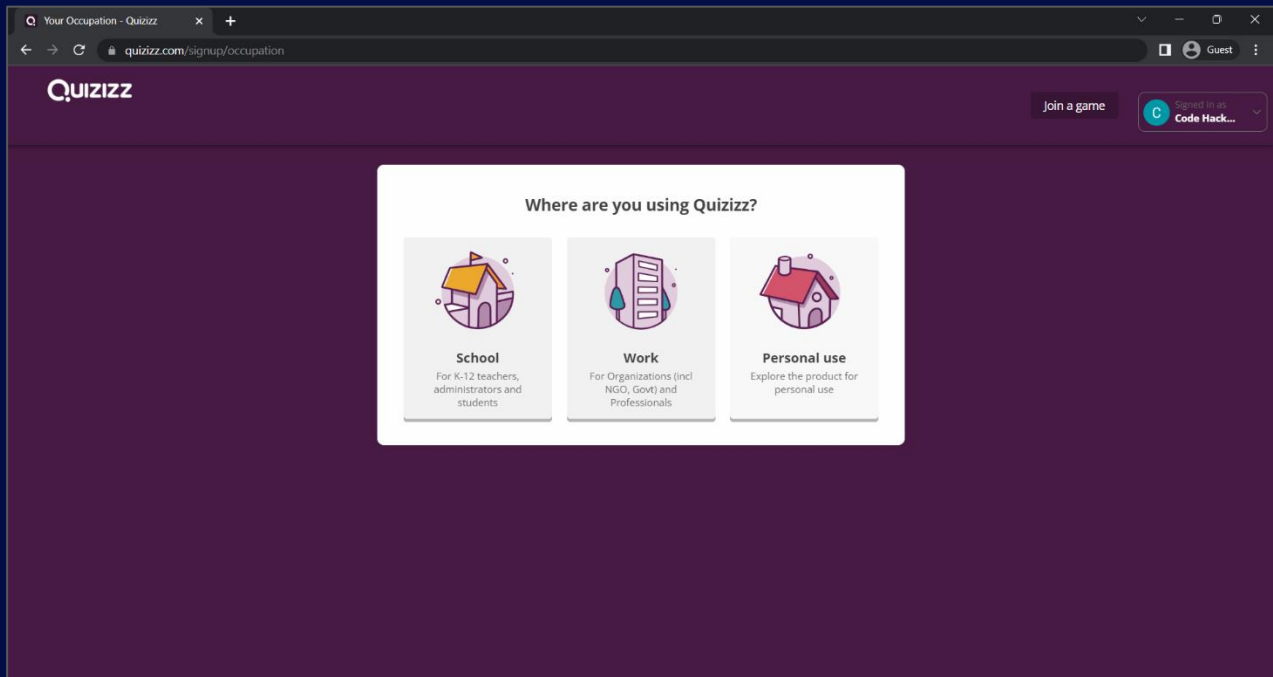 Your Occupation - Quizizz
quizizz.com/signup/occupation
Guest
Quizizz
Join a game
C
Signed in as
Code Hack...
Where are you using Quizizz?
School
For K-12 teachers,
administrators and
students
Work
For Organizations (incl
NGO, Govt) and
Professionals
Personal use
Explore the product for
personal use